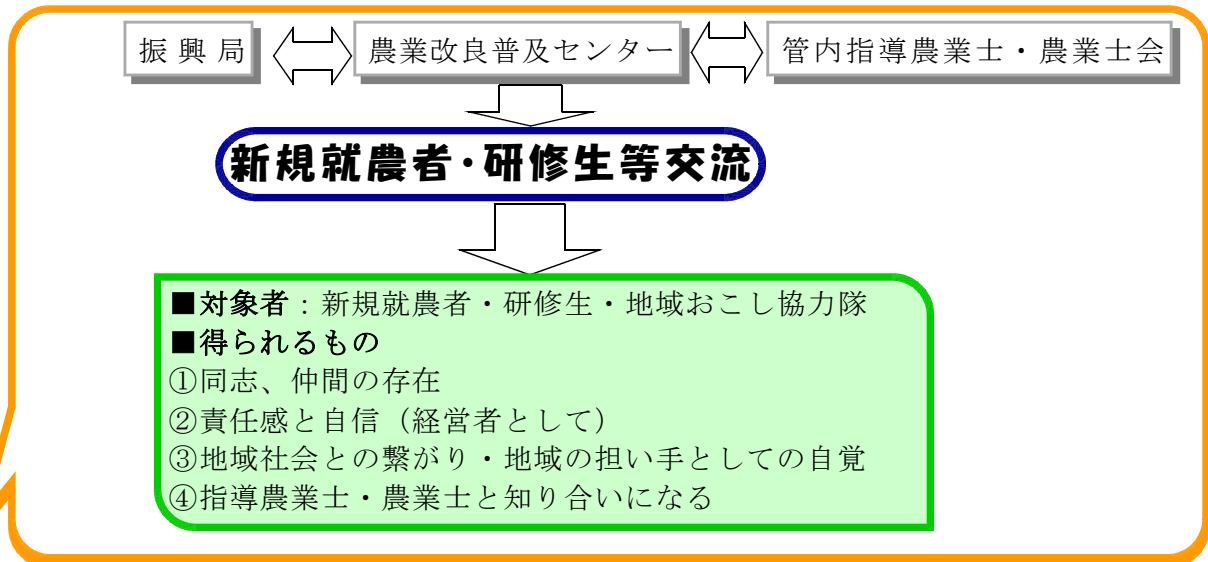 振興局
農業改良普及センター
管内指導農業士・農業士会
新規就農者・研修生等交流
■対象者：新規就農者・研修生・地域おこし協力隊
■得られるもの
①同志、仲間の存在
②責任感と自信（経営者として）
③地域社会との繋がり・地域の担い手としての自覚
④指導農業士・農業士と知り合いになる